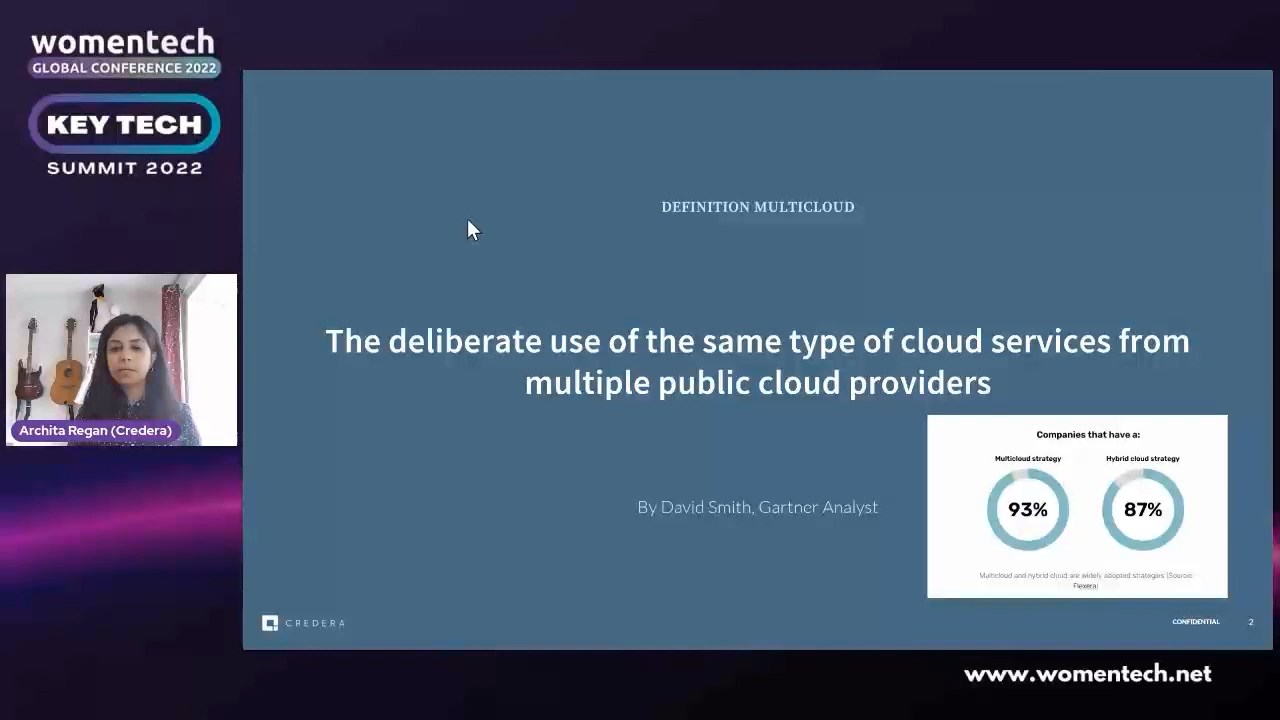 womentech
GLOBAL CONFERENCE 2022
KEY TECH
SUMMIT 2022
Archita Regan (Credera)
DEFINITION MULTICLOUD
The deliberate use of the same type of cloud services from
multiple public cloud providers
By David Smith, Gartner Analyst
Companies that have a:
Multicloud strategy
Hybrid cloud strategy
93%
87%
Multicloud and hybrid cloud are widely adopted strategies (Source:
Flexera)
CREDERA
CONFIDENTIAL
2
www.womentech.net